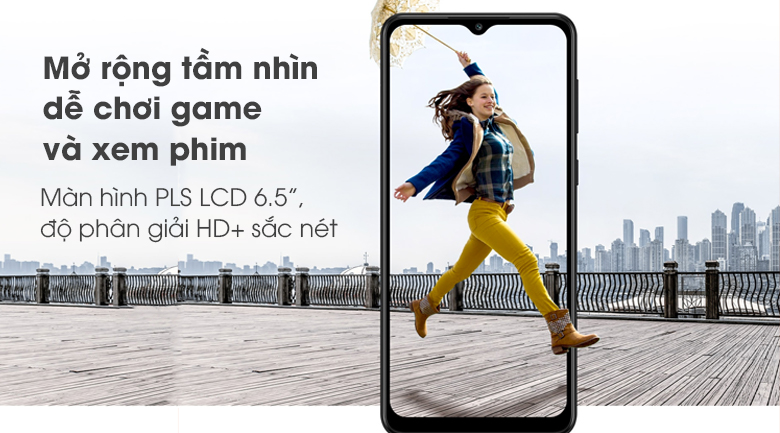 Mở rộng tầm nhìn
dễ chơi game
và xem phim
Màn hình PLS LCD 6.5”,
độ phân giải HD+ sắc nét